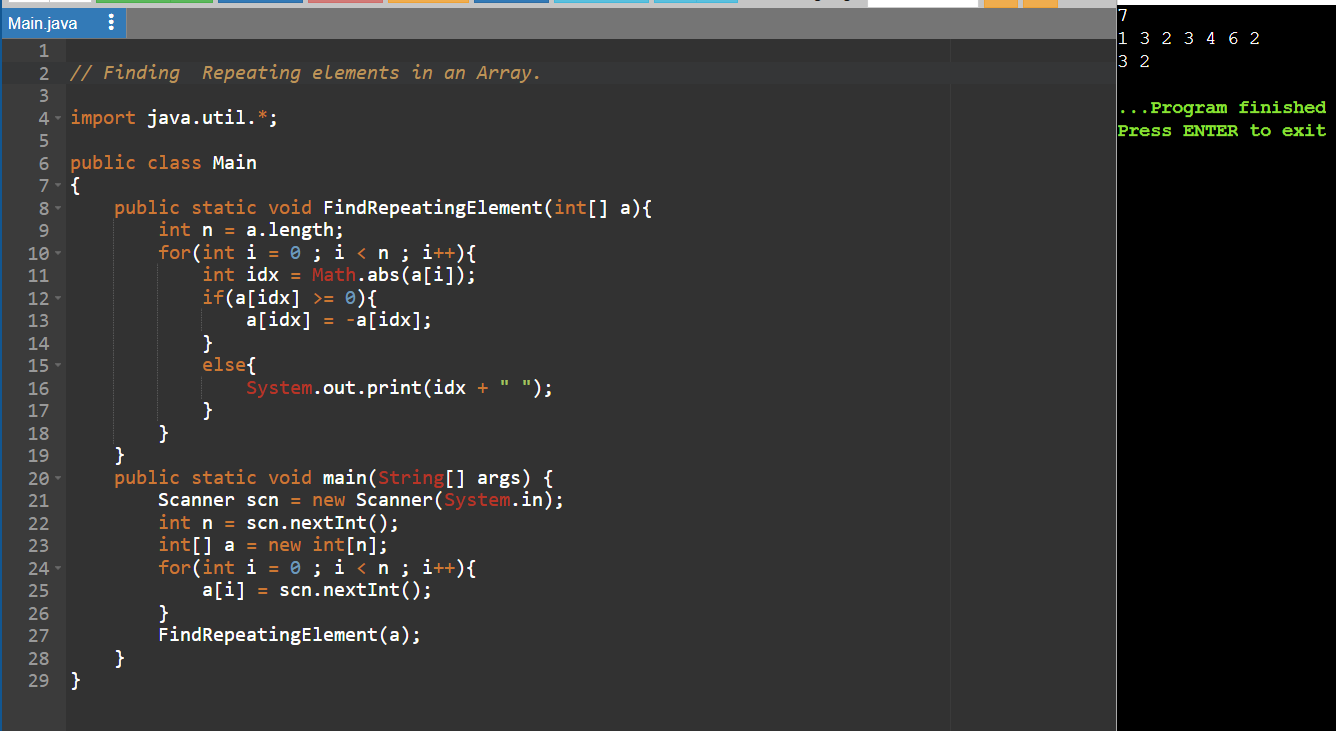 Main.java
1
2 // Finding  Repeating elements in an Array.
3
4 import java.util.*;
5
6 public class Main
7 {
8     public static void FindRepeatingElement(int[] a){
9         int n = a.length;
10         for(int i = 0 ; i < n ; i++){
11             int idx = Math.abs(a[i]);
12             if(a[idx] >= 0){
13                 a[idx] = -a[idx];
14             }
15             else{
16                 System.out.print(idx + " ");
17             }
18         }
19     }
20     public static void main(String[] args) {
21         Scanner scn = new Scanner(System.in);
22         int n = scn.nextInt();
23         int[] a = new int[n];
24         for(int i = 0 ; i < n ; i++){
25             a[i] = scn.nextInt();
26         }
27         FindRepeatingElement(a);
28     }
29 }
7
1 3 2 3 4 6 2
3 2
...Program finished
Press ENTER to exit